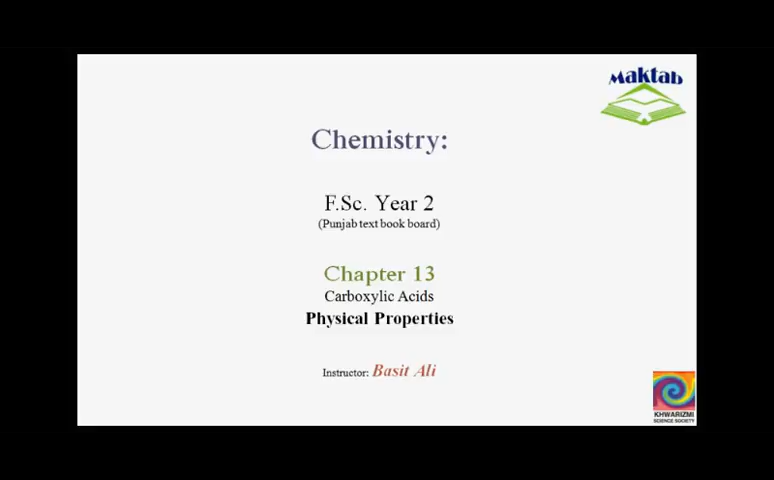 Maktab
Chemistry:
F.Sc. Year 2
(Punjab text book board)
Chapter 13
Carboxylic Acids
Physical Properties
Instructor: Basit Ali
KHWARIZMI
SCIENCE SOCIETY